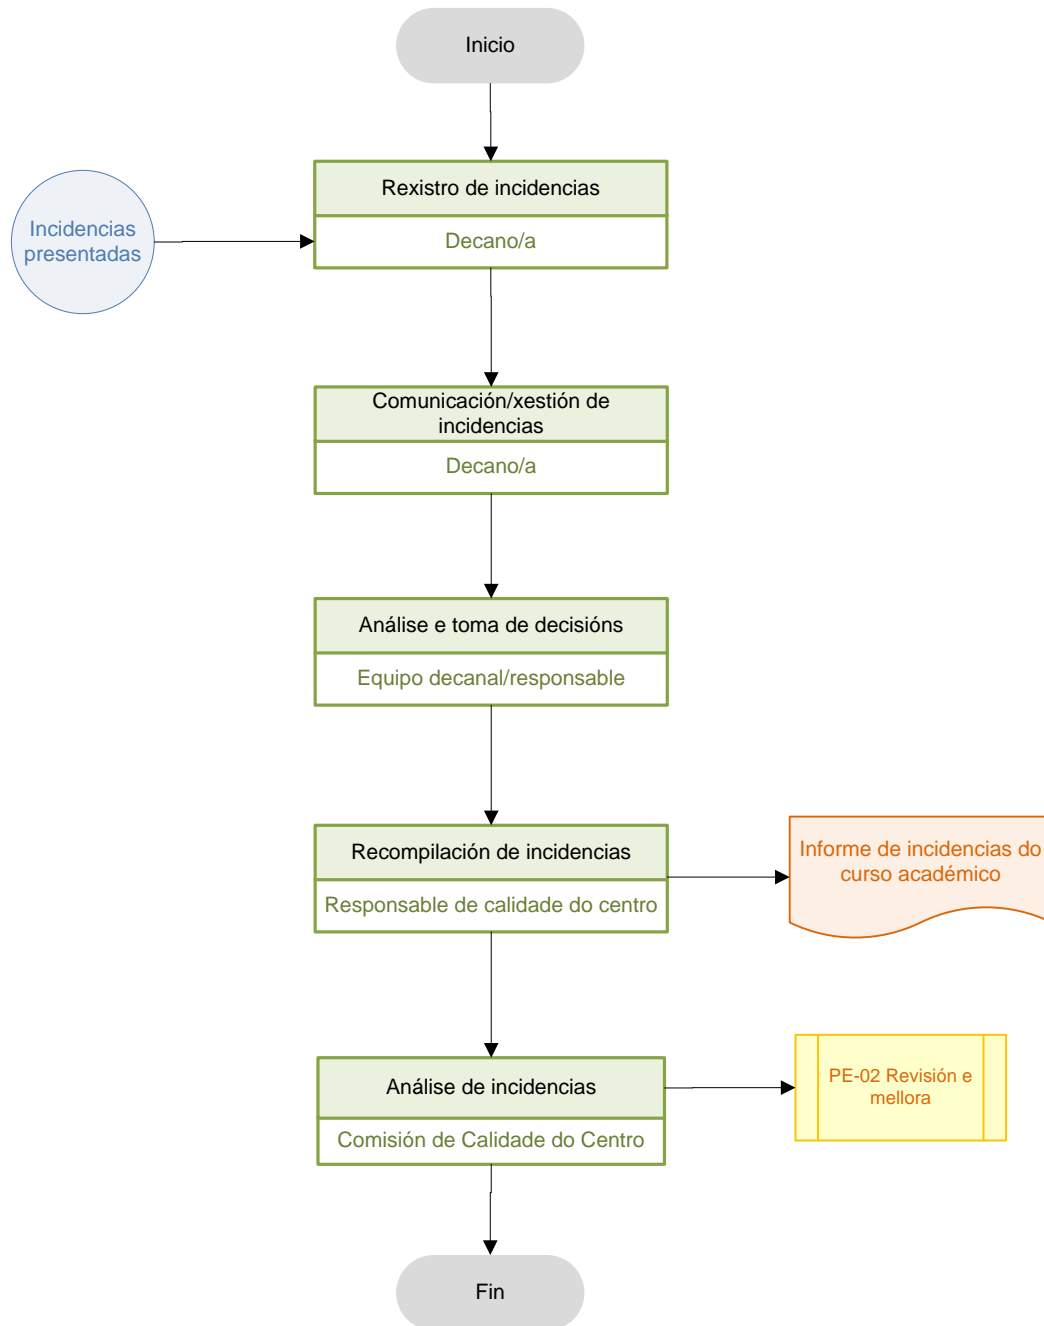 Inicio
Rexistro de incidencias
Decano/a
Incidencias
presentadas
Comunicación/xestión de
incidencias
Decano/a
Análise e toma de decisións
Equipo decanal/responsable
Recompilación de incidencias
Responsable de calidade do centro
Informe de incidencias do
curso académico
Análise de incidencias
Comisión de Calidade do Centro
PE-02 Revisión e
mellora
Fin